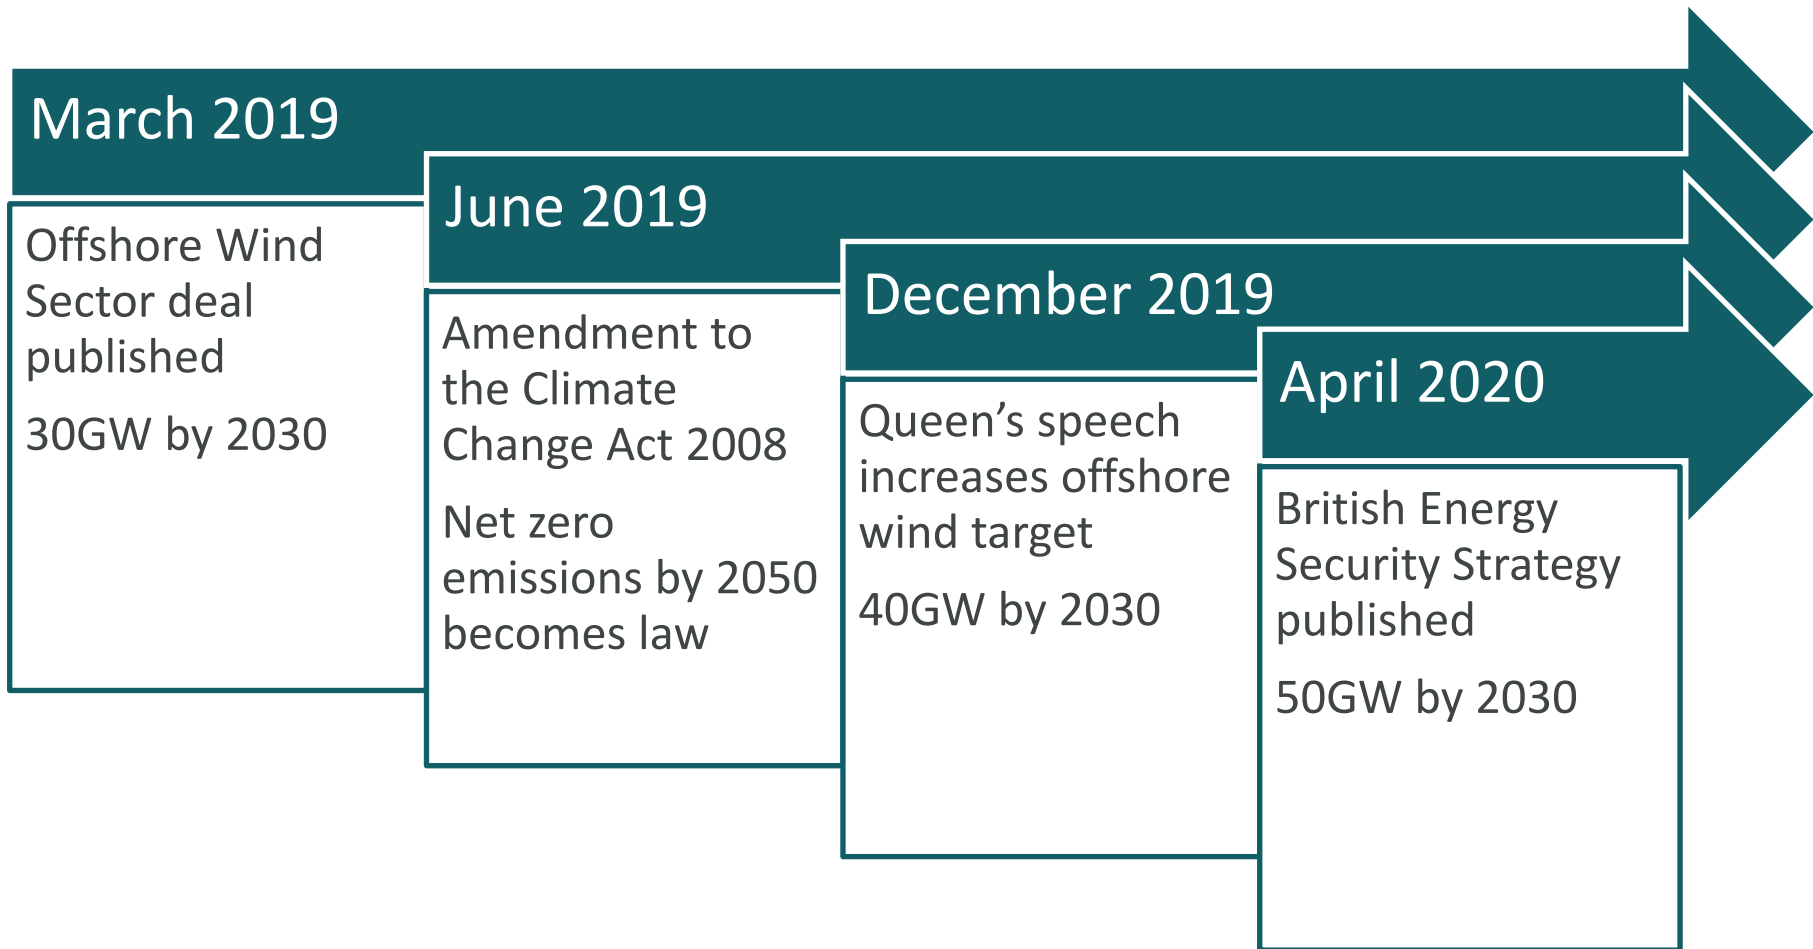 March 2019
Offshore Wind
Sector deal
published
30GW by 2030
June 2019
Amendment to
the Climate
Change Act 2008
Net zero
emissions by 2050
becomes law
December 2019
Queen’s speech
increases offshore
wind target
40GW by 2030
April 2020
British Energy
Security Strategy
published
50GW by 2030